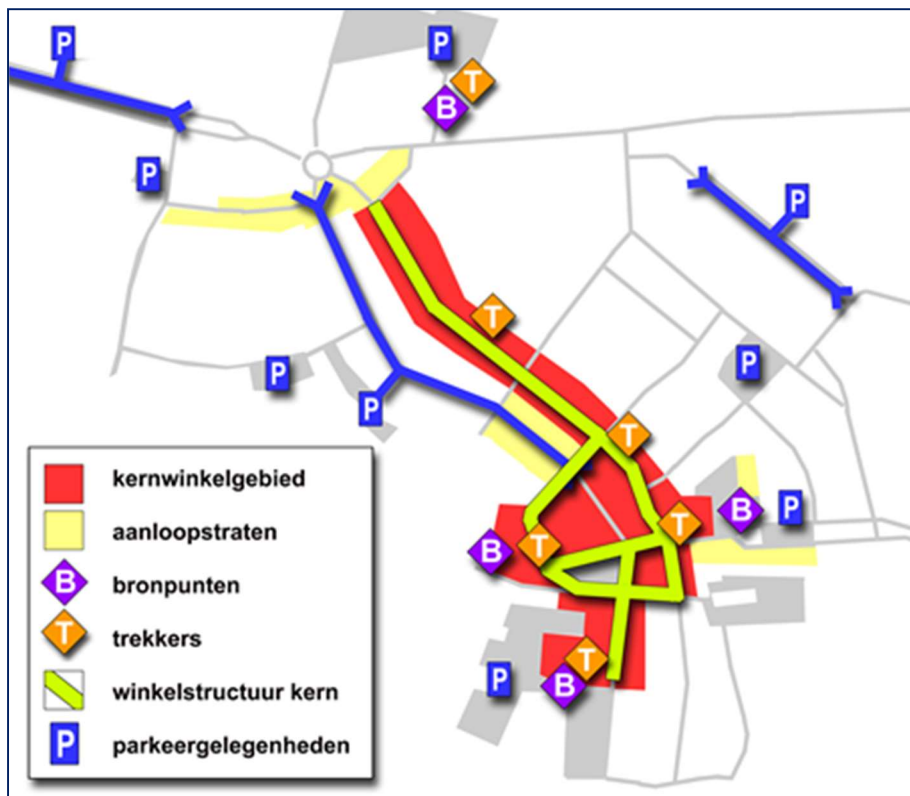 P
P
T
B
P
P
T
P
P
P
T
T
B
P
B
T
T
P
B
kernwinkelgebied
aanloopstraten
B bronpunten
T trekkers
winkelstructuur kern
P parkeergelegenheden